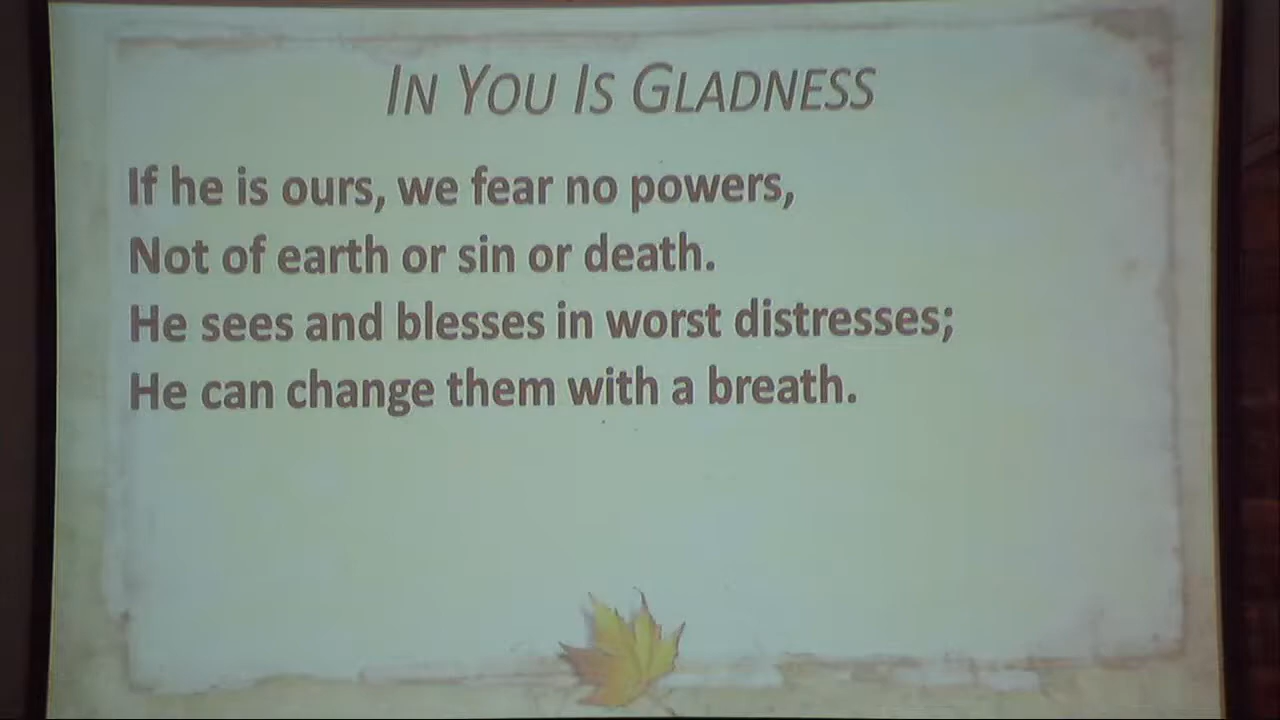 IN YOU IS GLADNESS
If he is ours, we fear no powers,
Not of earth or sin or death.
He sees and blesses in worst distresses;
He can change them with a breath.